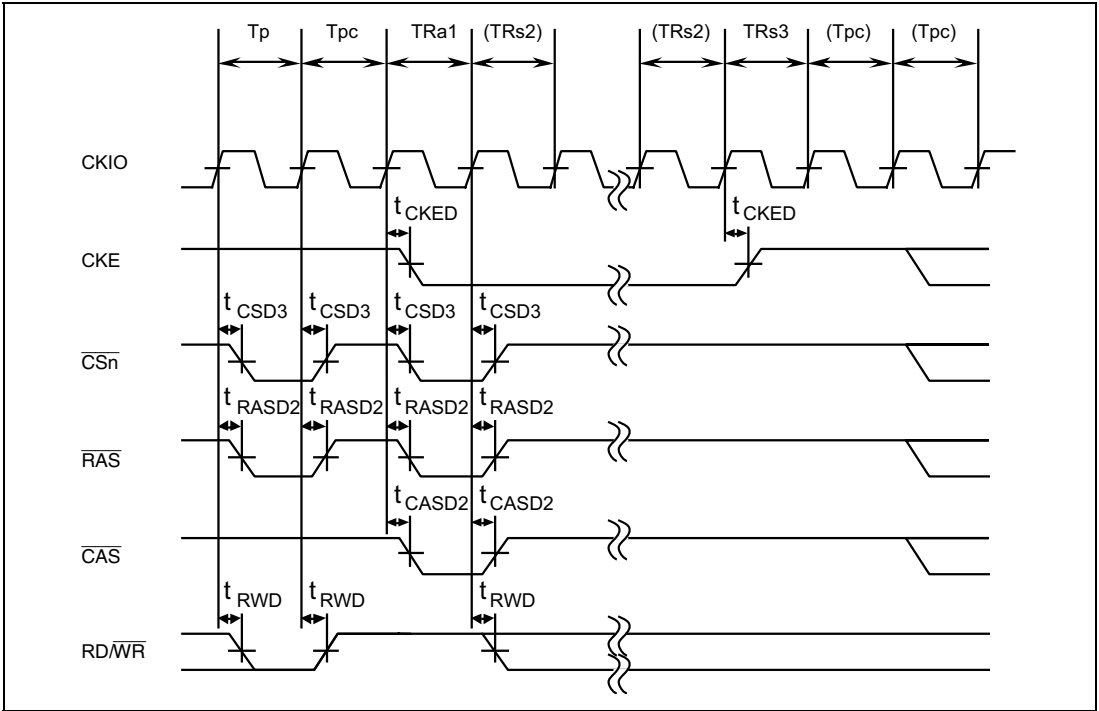 Tp Tpc TRa1 (TRs2) (TRs2) TRs3 (Tpc) (Tpc)
CKIO
tCKED tCKED
CKE
tCSD3 tCSD3 tCSD3 tCSD3
CSn
tRASD2 tRASD2 tRASD2 tRASD2
RAS
tCASD2 tCASD2
CAS
tRWD tRWD tRWD
RD/WR